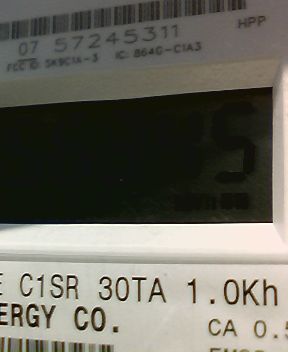 HPP
07 57245311
FCC ID: SK9C1A-3 IC: 864G-C1A3
5
E C1SR 30TA 1.0Kh
ERGY CO.
CA 0.5